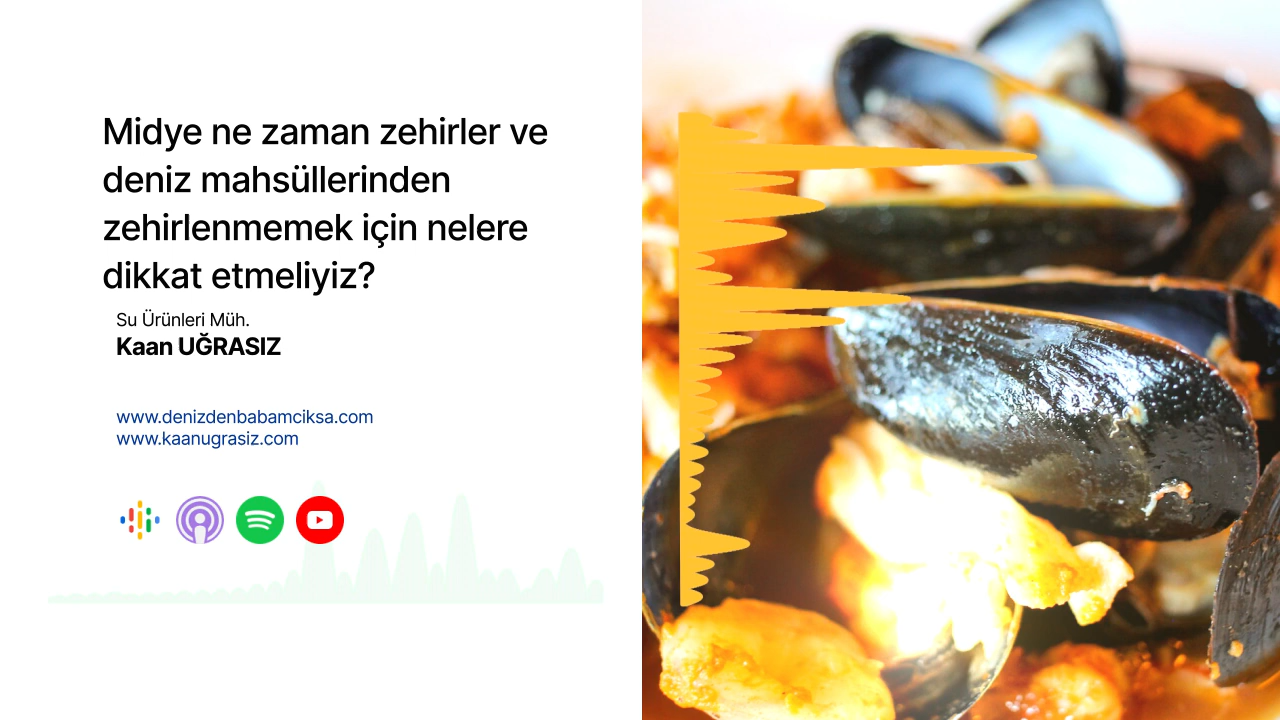 Midye ne zaman zehirler ve
deniz mahsüllerinden
zehirlenmemek için nelere
dikkat etmeliyiz?
Su Ürünleri Müh.
Kaan UĞRASIZ
www.denizdenbabamciksa.com
www.kaanugrasiz.com